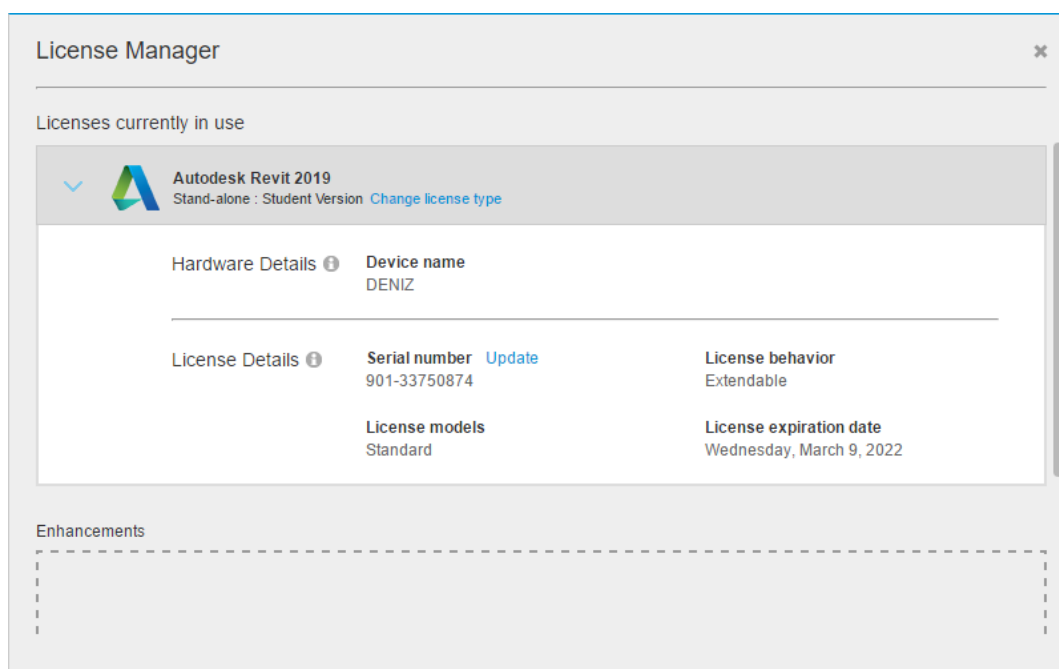 License Manager
Licenses currently in use
Autodesk Revit 2019
Stand-alone : Student Version Change license type
Hardware Details
Device name
DENIZ
License Details
Serial number Update
901-33750874
License behavior
Extendable
License models
Standard
License expiration date
Wednesday, March 9, 2022
Enhancements